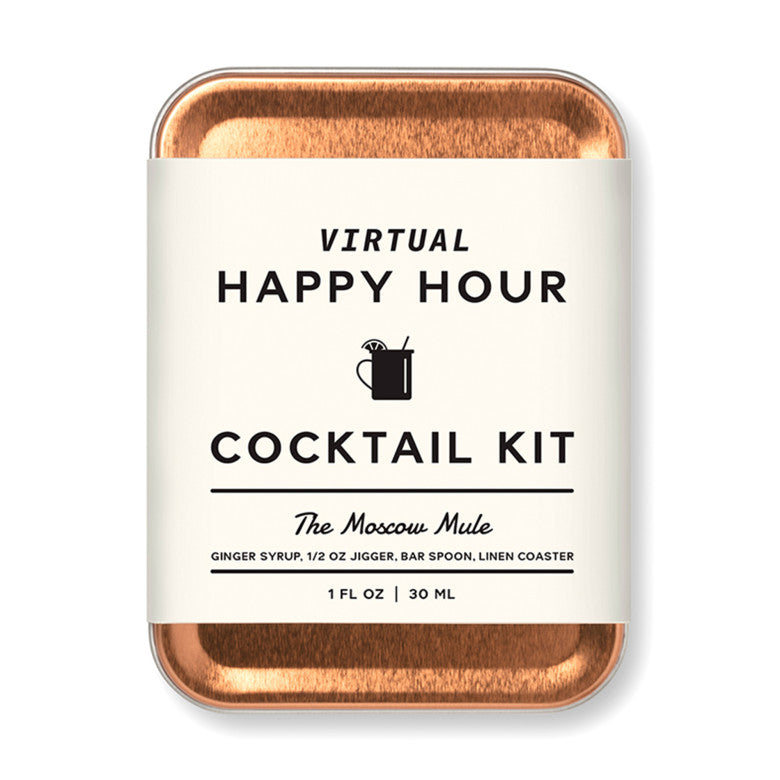 VIRTUAL
HAPPY HOUR
COCKTAIL KIT
The Moscow Mule
GINGER SYRUP, 1/2 OZ JIGGER, BAR SPOON, LINEN COASTER
1 FL OZ | 30 ML